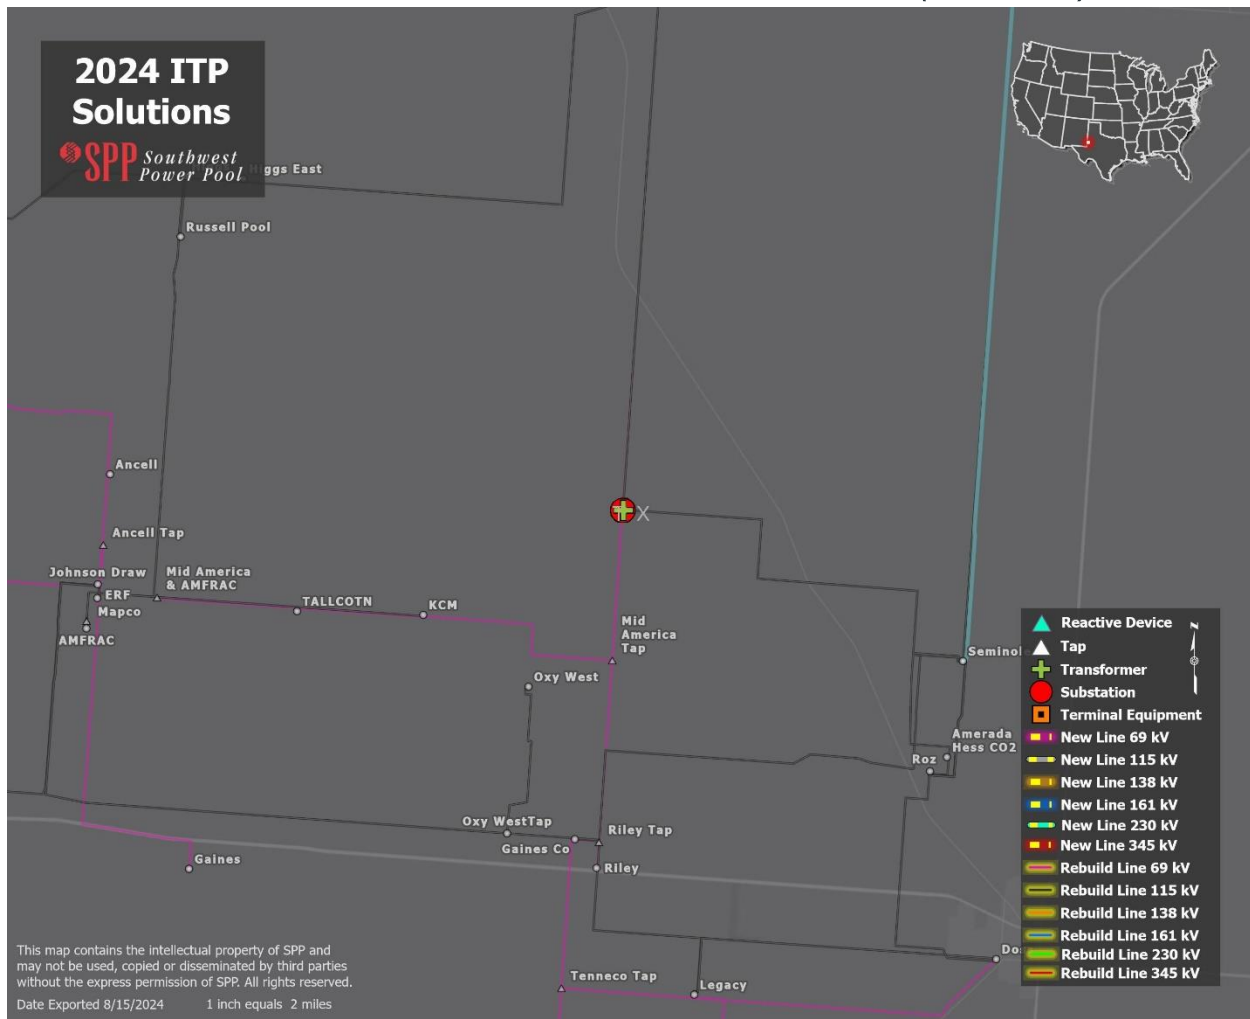 2024 ITP
Solutions
SPP Southwest
Power Pool
Higgs East
Russell Pool
Ancell
Ancell Tap
Johnson Draw
Mid America
& AMFRAC
ERF
Mapco
AMFRAC
TALLCOTN
KCM
X
Mid
America
Tap
Oxy West
Seminole
Amerada
Hess CO2
Roz
Oxy WestTap
Gaines Co
Riley Tap
Riley
Gaines
Tenneco Tap
Legacy
Reactive Device
Tap
Transformer
Substation
Terminal Equipment
New Line 69 kV
New Line 115 kV
New Line 138 kV
New Line 161 kV
New Line 230 kV
New Line 345 kV
Rebuild Line 69 kV
Rebuild Line 115 kV
Rebuild Line 138 kV
Rebuild Line 161 kV
Rebuild Line 230 kV
Rebuild Line 345 kV
N
This map contains the intellectual property of SPP and
may not be used, copied or disseminated by third parties
without the express permission of SPP. All rights reserved.
Date Exported 8/15/2024 1 inch equals 2 miles